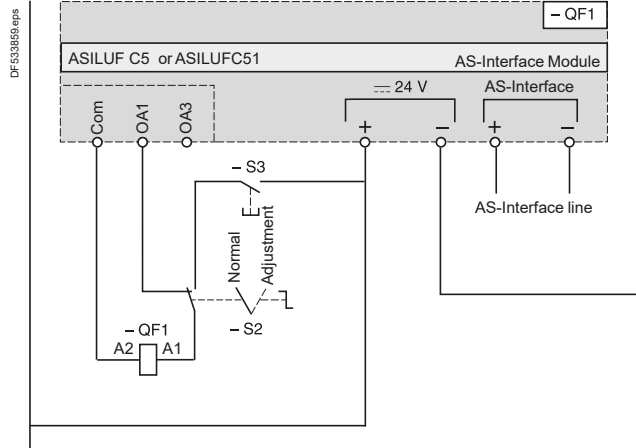 DF533859.eps
– QF1
ASILUF C5 or ASILUFC51
AS-Interface Module
24 V
AS-Interface
Com
OA1
OA3
+
–
+
–
– S3
AS-Interface line
Normal
Adjustment
– S2
– QF1
A2
A1